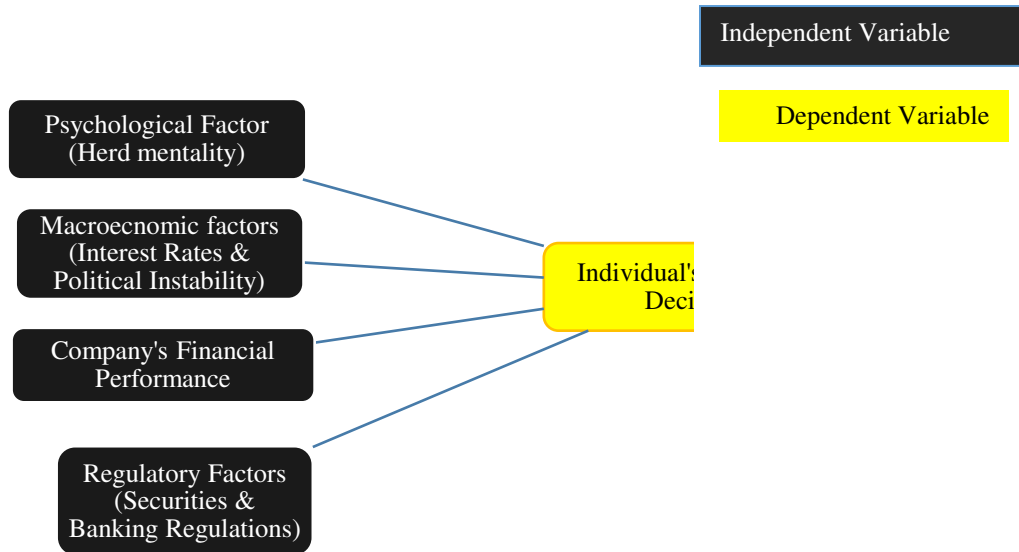 Independent Variable
Dependent Variable
Psychological Factor
(Herd mentality)
Macroecnomic factors
(Interest Rates &
Political Instability)
Individual's
Company's Financial
Performance
Regulatory Factors
(Securities &
Banking Regulations)